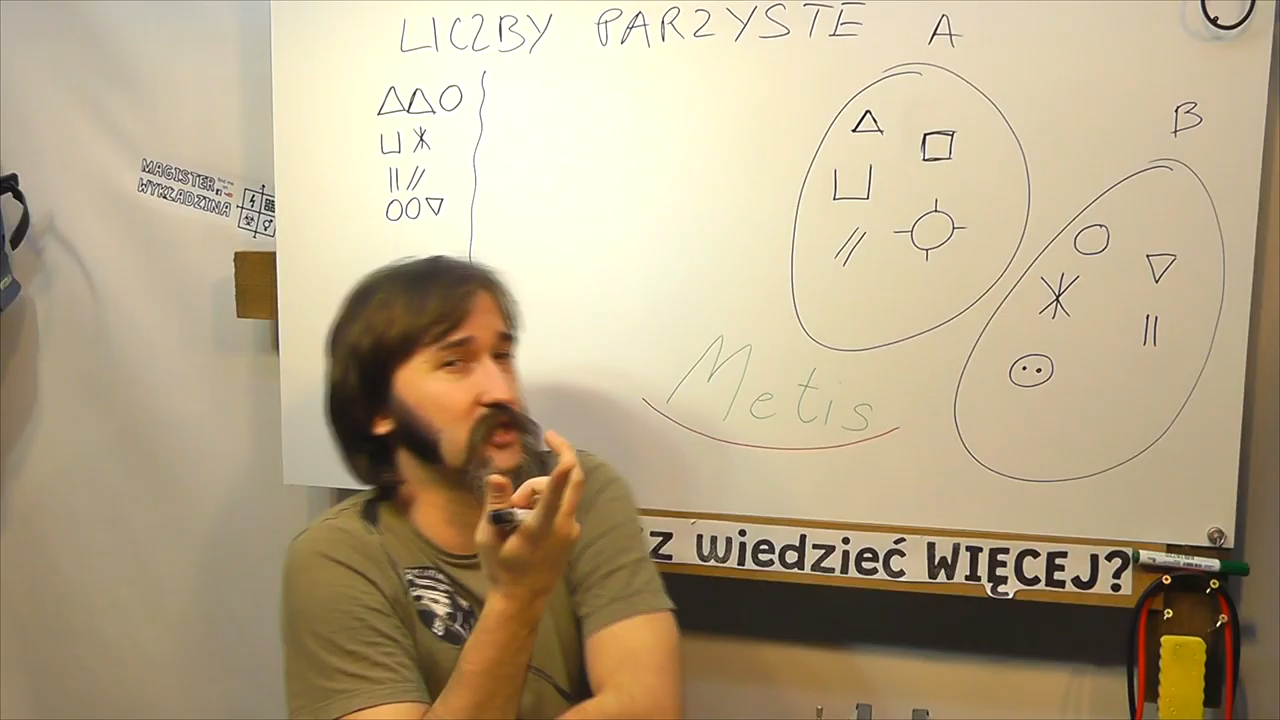 LICZBY PARZYSTE
A
B
MAGISTER
WYKŁADZINA
Metis
z wiedzieć WIĘCEJ?